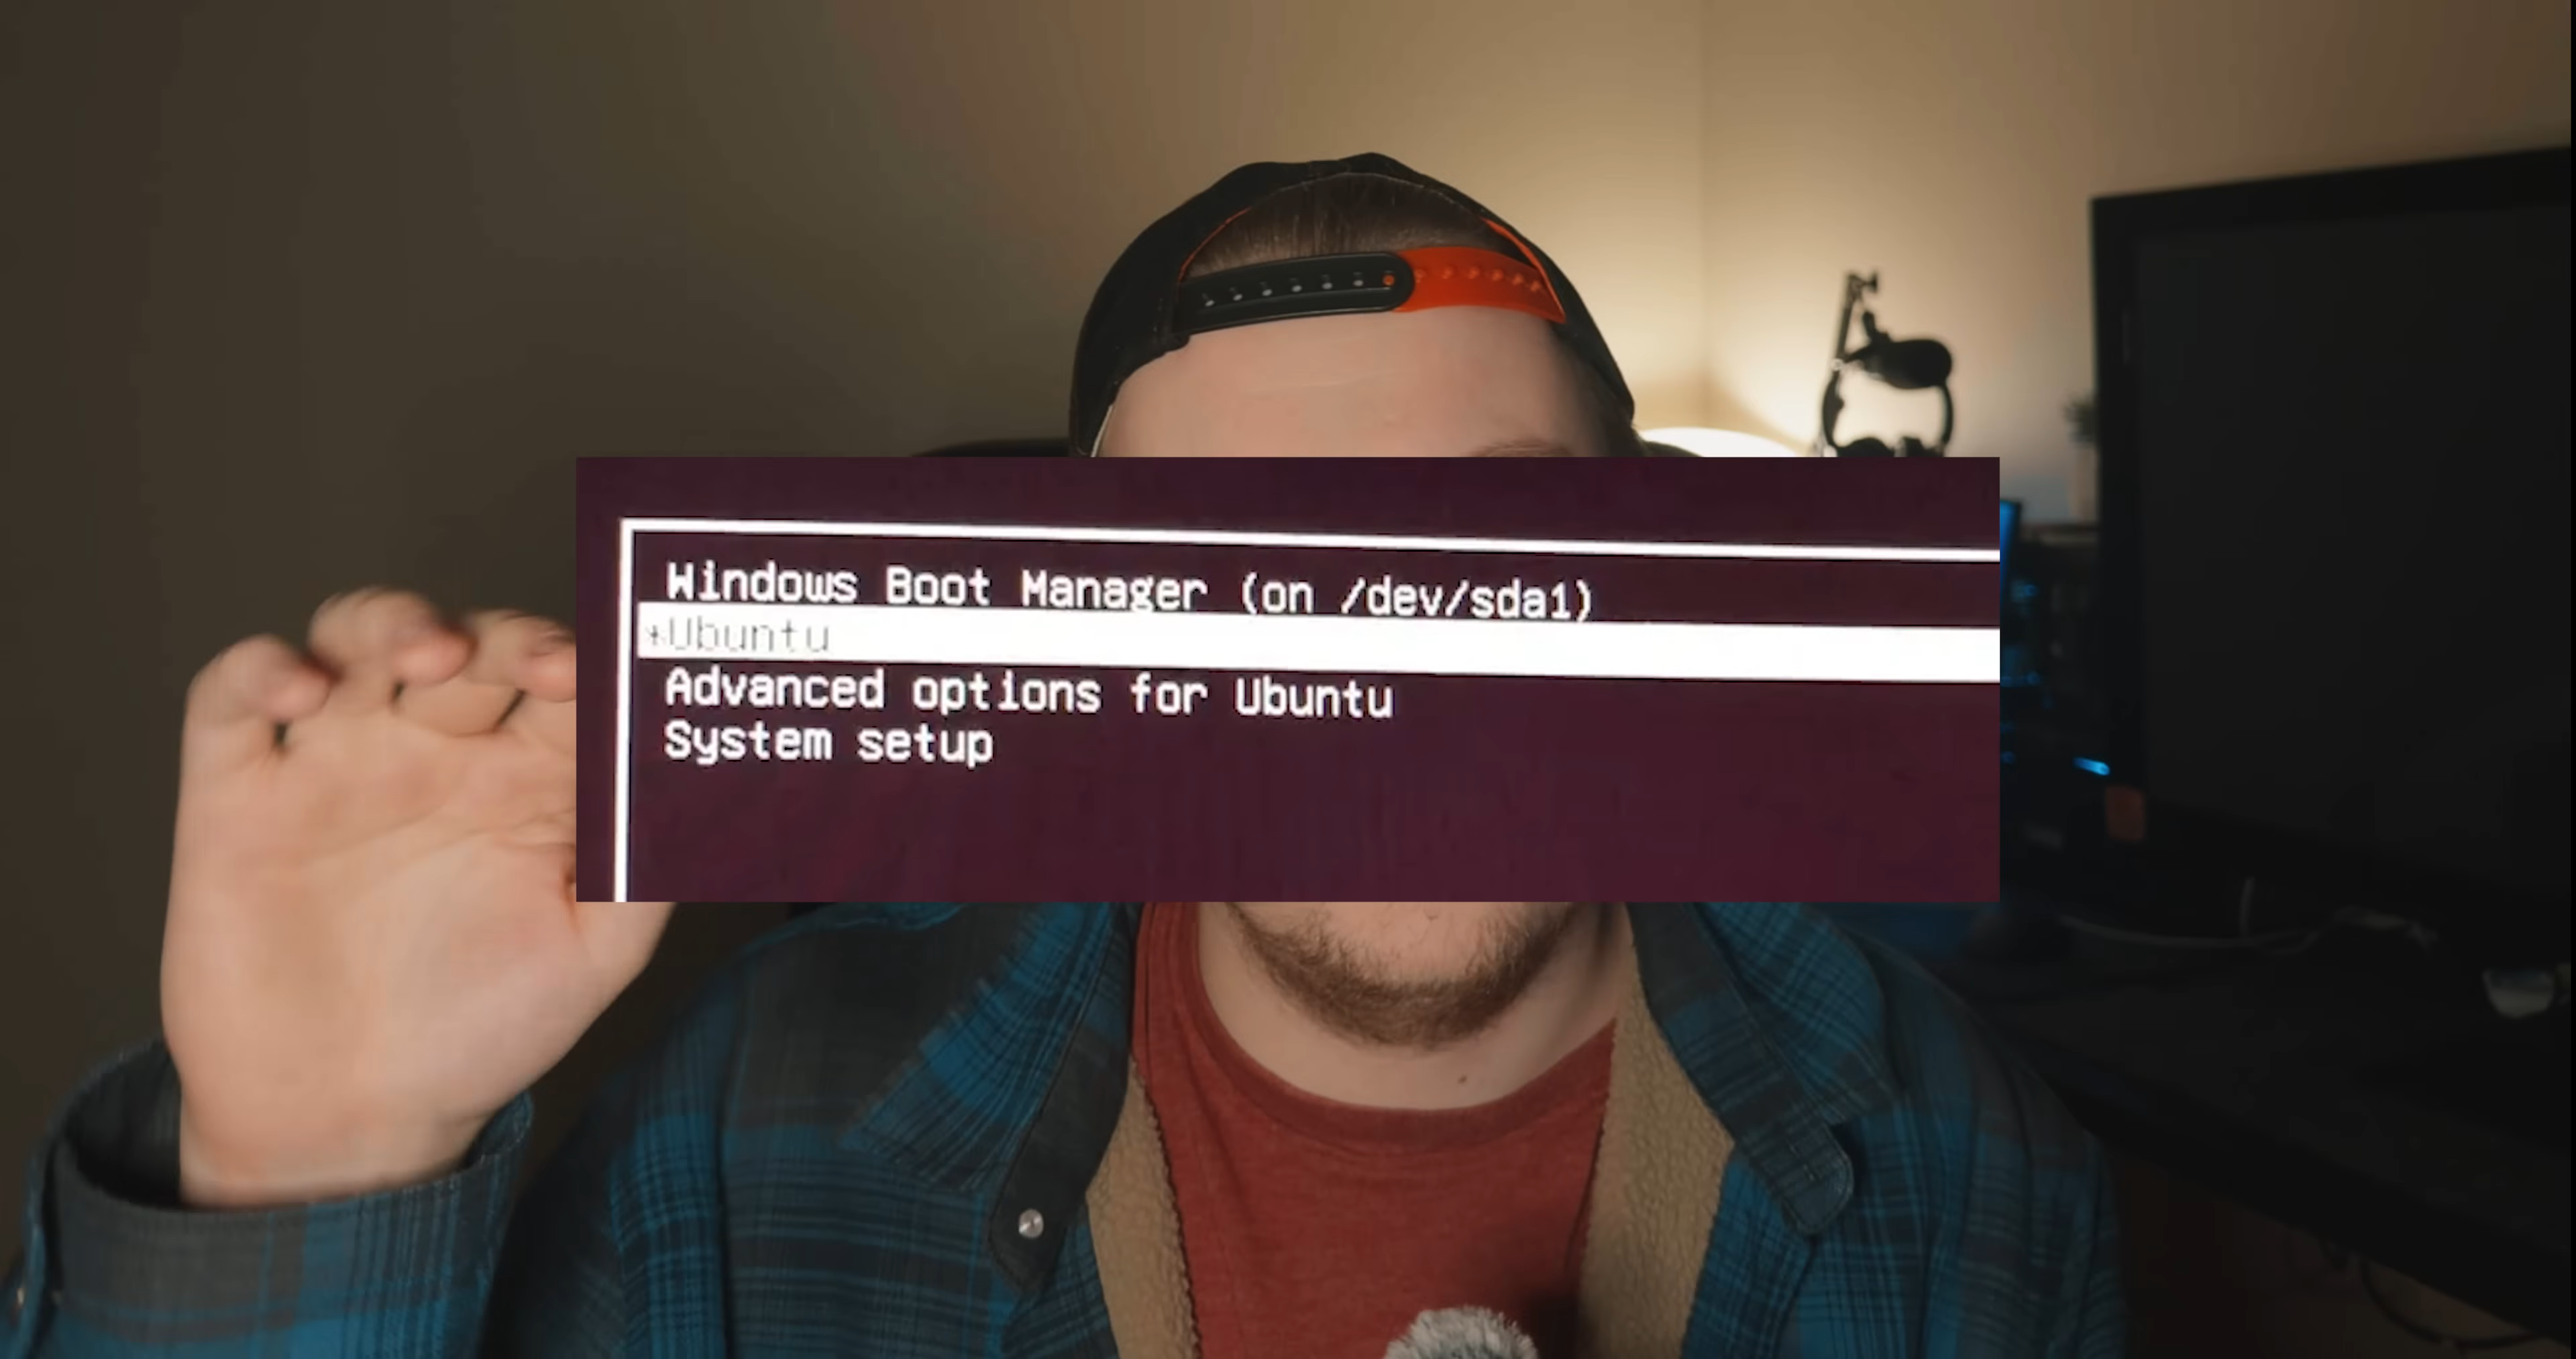 Windows Boot Manager (on /dev/sda1)
*Ubuntu
Advanced options for Ubuntu
System setup